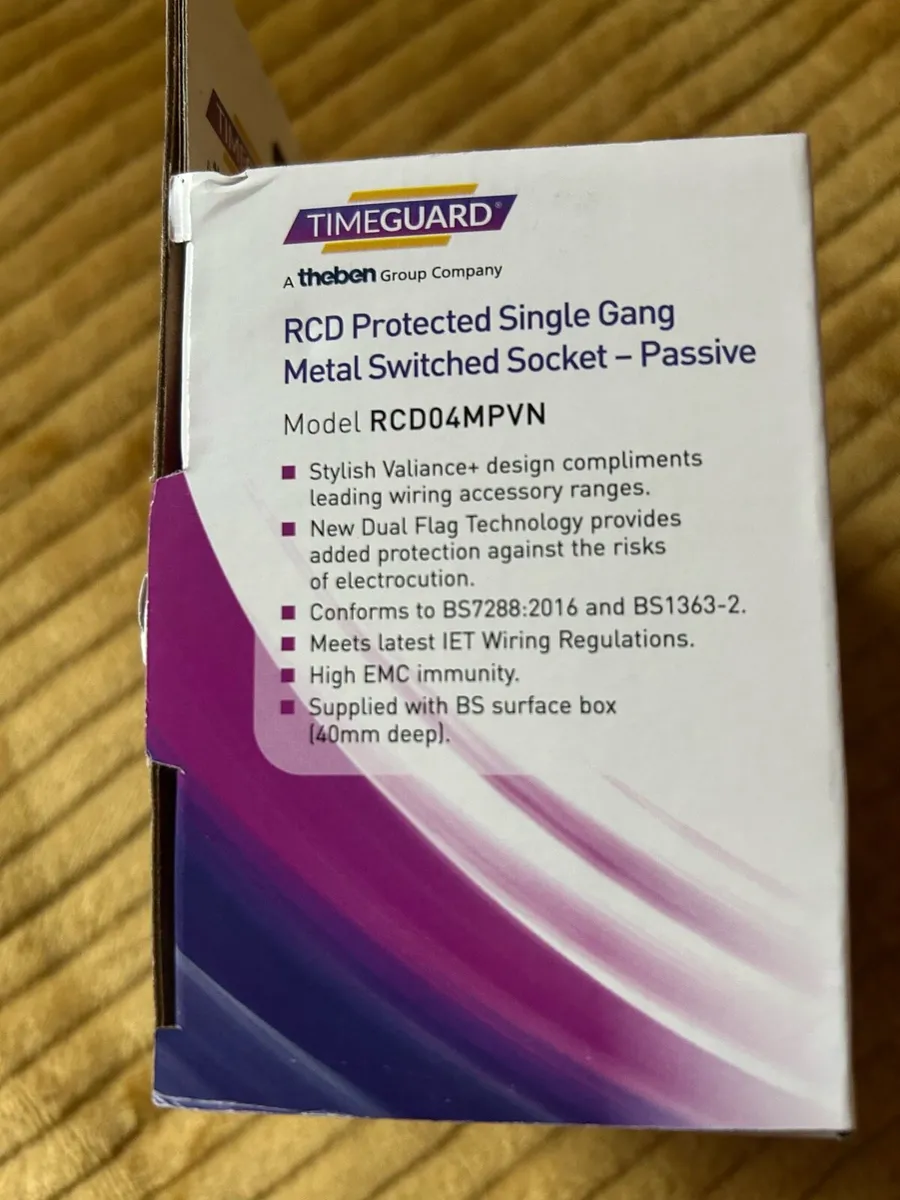 TIMEGUARD®
A theben Group Company
RCD Protected Single Gang
Metal Switched Socket – Passive
Model RCD04MPVN
■ Stylish Valiance+ design compliments
leading wiring accessory ranges.
■ New Dual Flag Technology provides
added protection against the risks
of electrocution.
■ Conforms to BS7288:2016 and BS1363-2.
■ Meets latest IET Wiring Regulations.
■ High EMC immunity.
■ Supplied with BS surface box
(40mm deep).